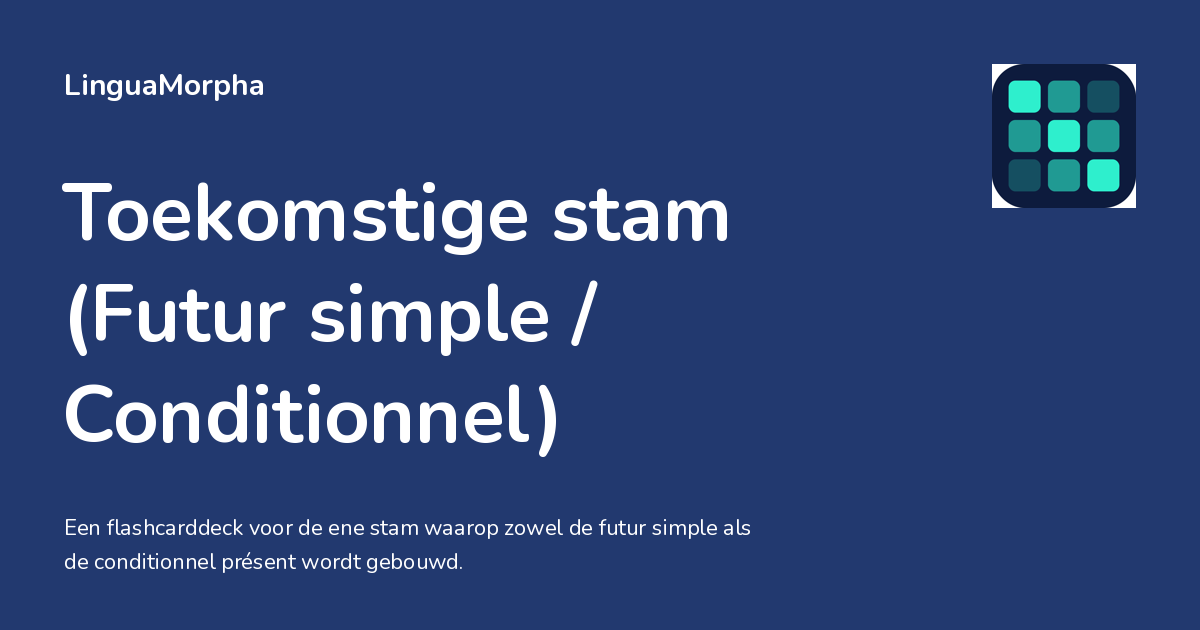 LinguaMorpha
Toekomstige stam
(Futur simple /
Conditionnel)
Een flashcarddeck voor de ene stam waarop zowel de futur simple als
de conditionnel présent wordt gebouwd.